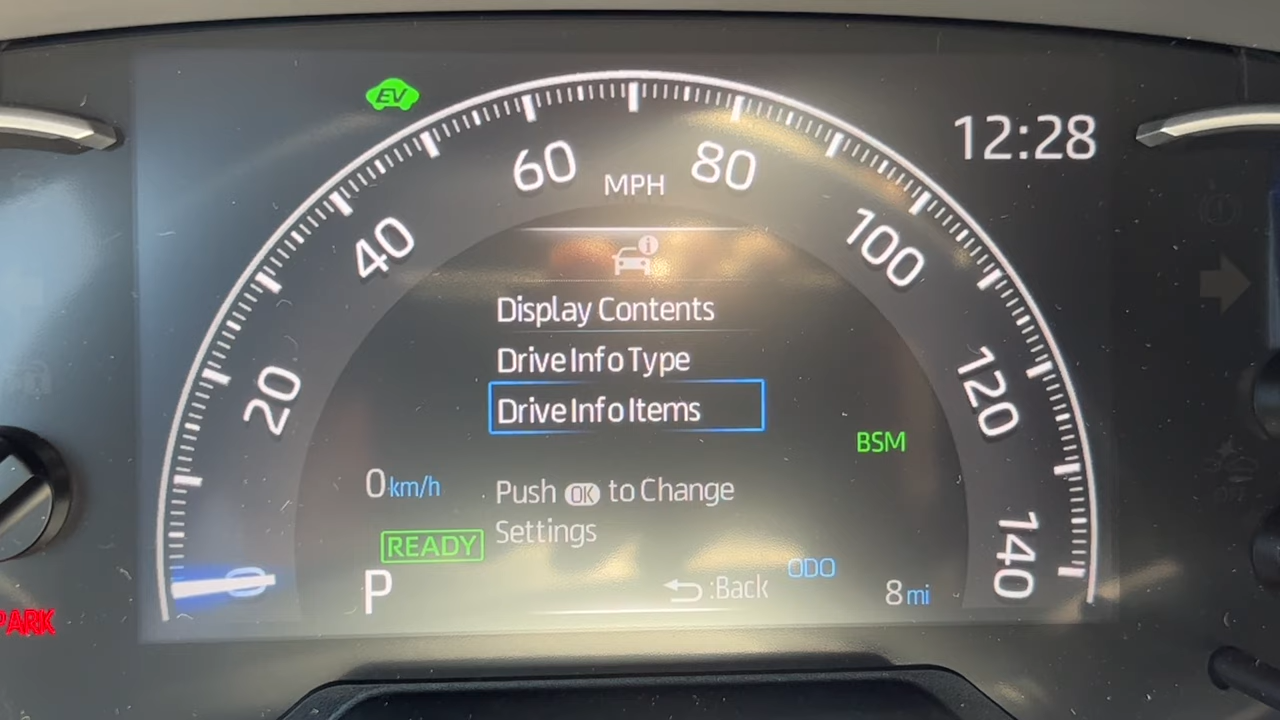 EV
12:28
60
80
MPH
40
100
Display Contents
Drive Info Type
20
120
Drive Info Items
BSM
0 km/h
Push OK to Change
Settings
READY
140
ODO
0
P
:Back
8 mi
PARK